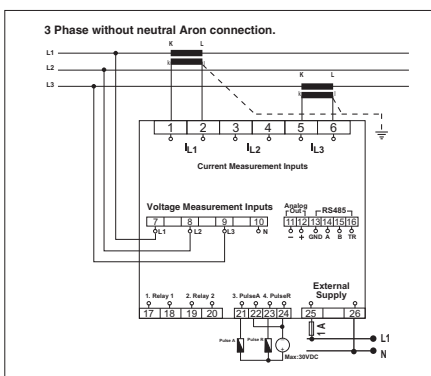 3 Phase without neutral Aron connection.
K L
L1
k l
L2
K L
L3
k l
1 2 3 4 5 6
IL1 IL2 IL3
Current Measurement Inputs
Voltage Measurement Inputs
Analog Out
RS485
7 8 9 10
11 12 13 14 15 16
L1 L2 L3 N
- + GND A B TR
1. Relay 1 2. Relay 2 3. PulseA 4. PulseR
External Supply
17 18 19 20 21 22 23 24 25 26
1 A
Pulse A Pulse R
L1
N
Max:30VDC